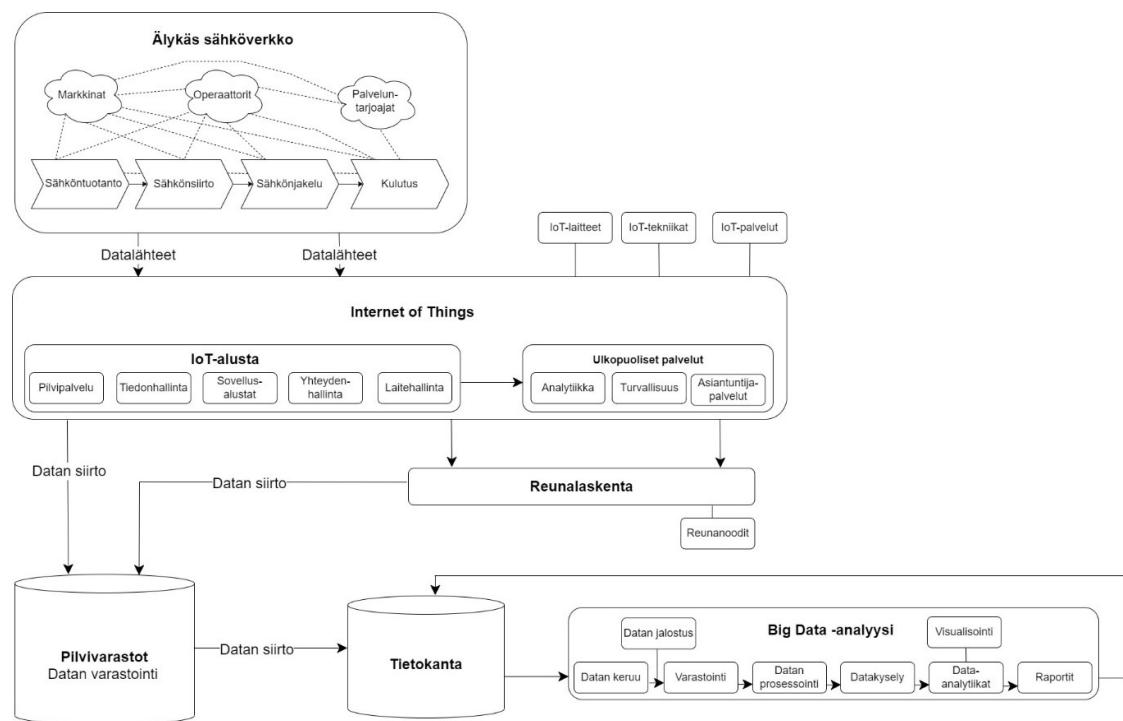 Älykäs sähköverkko
Markkinat
Operaattorit
Palvelun-
tarjoajat
Sähköntuotanto
Sähkönsiirto
Sähkönjakelu
Kulutus
Datalähteet
Datalähteet
IoT-laitteet
IoT-tekniikat
IoT-palvelut
Internet of Things
IoT-alusta
Pilvipalvelu
Tiedonhallinta
Sovellus-
alustat
Yhteyden-
hallinta
Laitehallinta
Ulkopuoliset palvelut
Analytiikka
Turvallisuus
Asiantuntija-
palvelut
Datan siirto
Datan siirto
Reunalaskenta
Reunanoodit
Pilvivarastot
Datan varastointi
Datan siirto
Tietokanta
Big Data -analyysi
Datan jalostus
Visualisointi
Datan keruu
Varastointi
Datan
prosessointi
Datakysely
Data-
analytiikat
Raportit